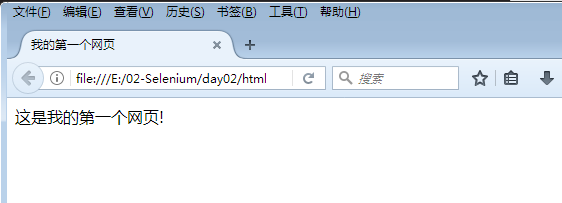 文件(F) 编辑(E) 查看(V) 历史(S) 书签(B) 工具(T) 帮助(H)
我的第一个网页
file:///E:/02-Selenium/day02/html
搜索
这是我的第一个网页!